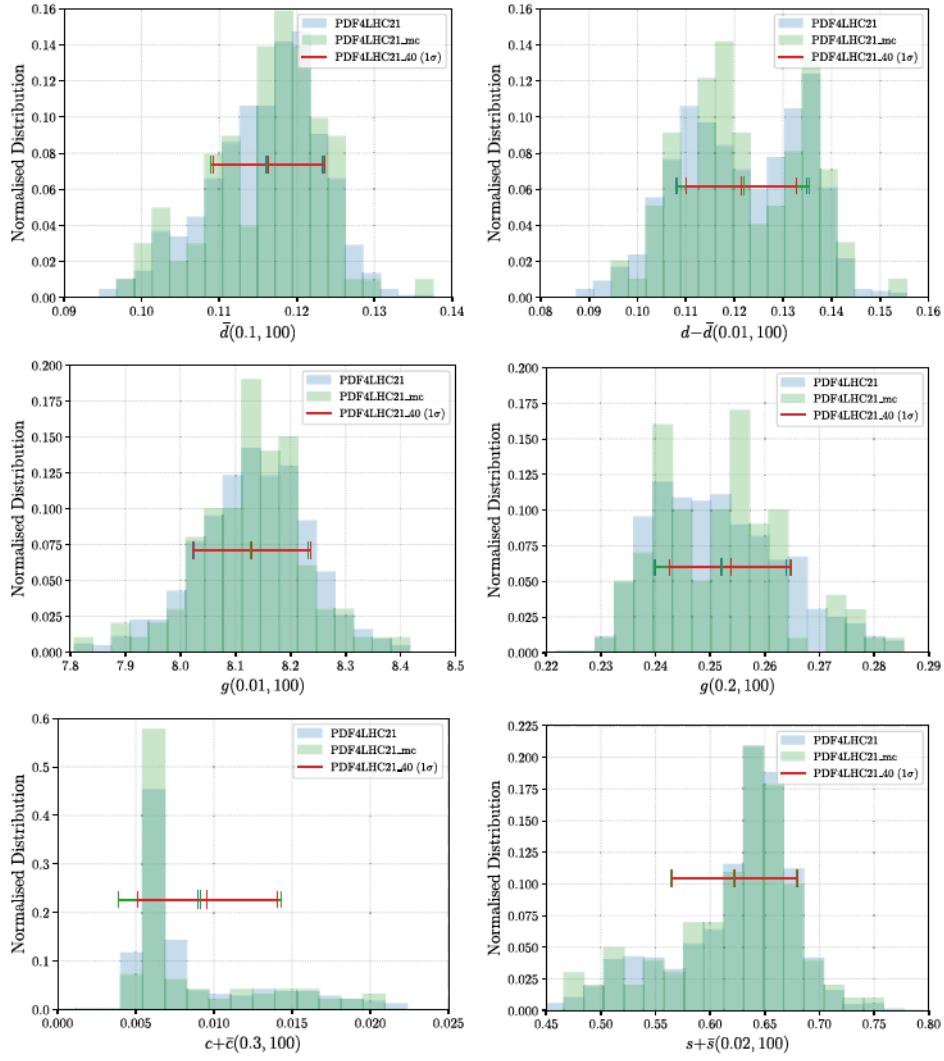 0.16
0.14
0.12
0.10
0.08
0.06
0.04
0.02
0.00
Normalised Distribution
PDF4LHC21
PDF4LHC21_mc
PDF4LHC21_40 (1σ)
0.09 0.10 0.11 0.12 0.13 0.14
d̄(0.1, 100)
0.16
0.14
0.12
0.10
0.08
0.06
0.04
0.02
0.00
Normalised Distribution
PDF4LHC21
PDF4LHC21_mc
PDF4LHC21_40 (1σ)
0.08 0.09 0.10 0.11 0.12 0.13 0.14 0.15 0.16
d−d̄(0.01, 100)
0.200
0.175
0.150
0.125
0.100
0.075
0.050
0.025
0.000
Normalised Distribution
PDF4LHC21
PDF4LHC21_mc
PDF4LHC21_40 (1σ)
7.8 7.9 8.0 8.1 8.2 8.3 8.4 8.5
g(0.01, 100)
0.200
0.175
0.150
0.125
0.100
0.075
0.050
0.025
0.000
Normalised Distribution
PDF4LHC21
PDF4LHC21_mc
PDF4LHC21_40 (1σ)
0.22 0.23 0.24 0.25 0.26 0.27 0.28 0.29
g(0.2, 100)
0.6
0.5
0.4
0.3
0.2
0.1
0.0
Normalised Distribution
PDF4LHC21
PDF4LHC21_mc
PDF4LHC21_40 (1σ)
0.000 0.005 0.010 0.015 0.020 0.025
c+c̄(0.3, 100)
0.225
0.200
0.175
0.150
0.125
0.100
0.075
0.050
0.025
0.000
Normalised Distribution
PDF4LHC21
PDF4LHC21_mc
PDF4LHC21_40 (1σ)
0.45 0.50 0.55 0.60 0.65 0.70 0.75 0.80
s+s̄(0.02, 100)